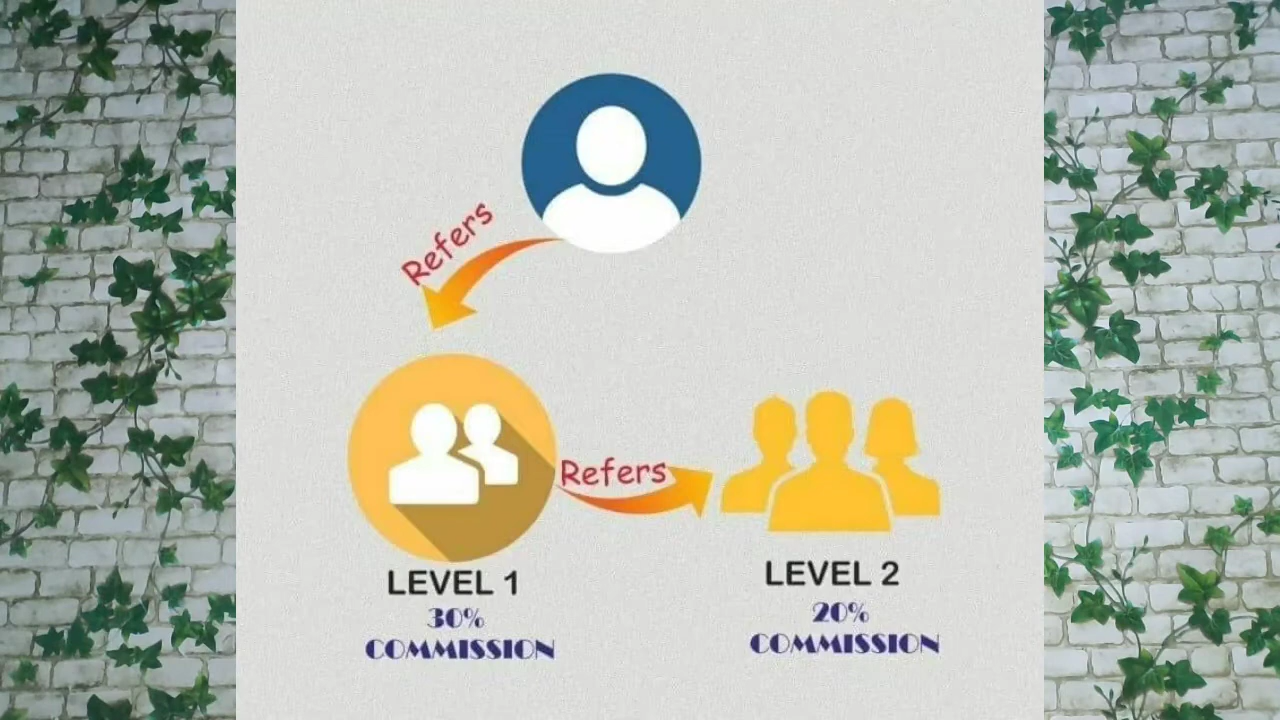 Refers
Refers
LEVEL 1
30%
COMMISSION
LEVEL 2
20%
COMMISSION